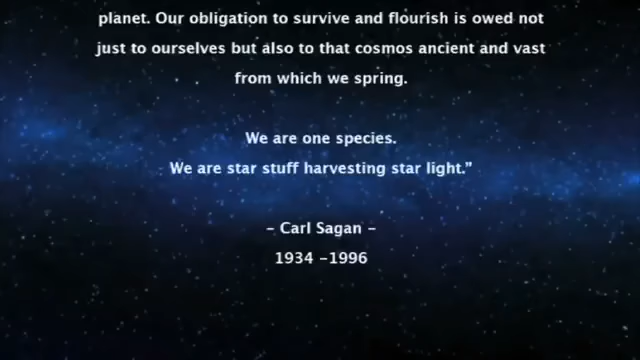 planet. Our obligation to survive and flourish is owed not
just to ourselves but also to that cosmos ancient and vast
from which we spring.
We are one species.
We are star stuff harvesting star light.”
– Carl Sagan –
1934 –1996